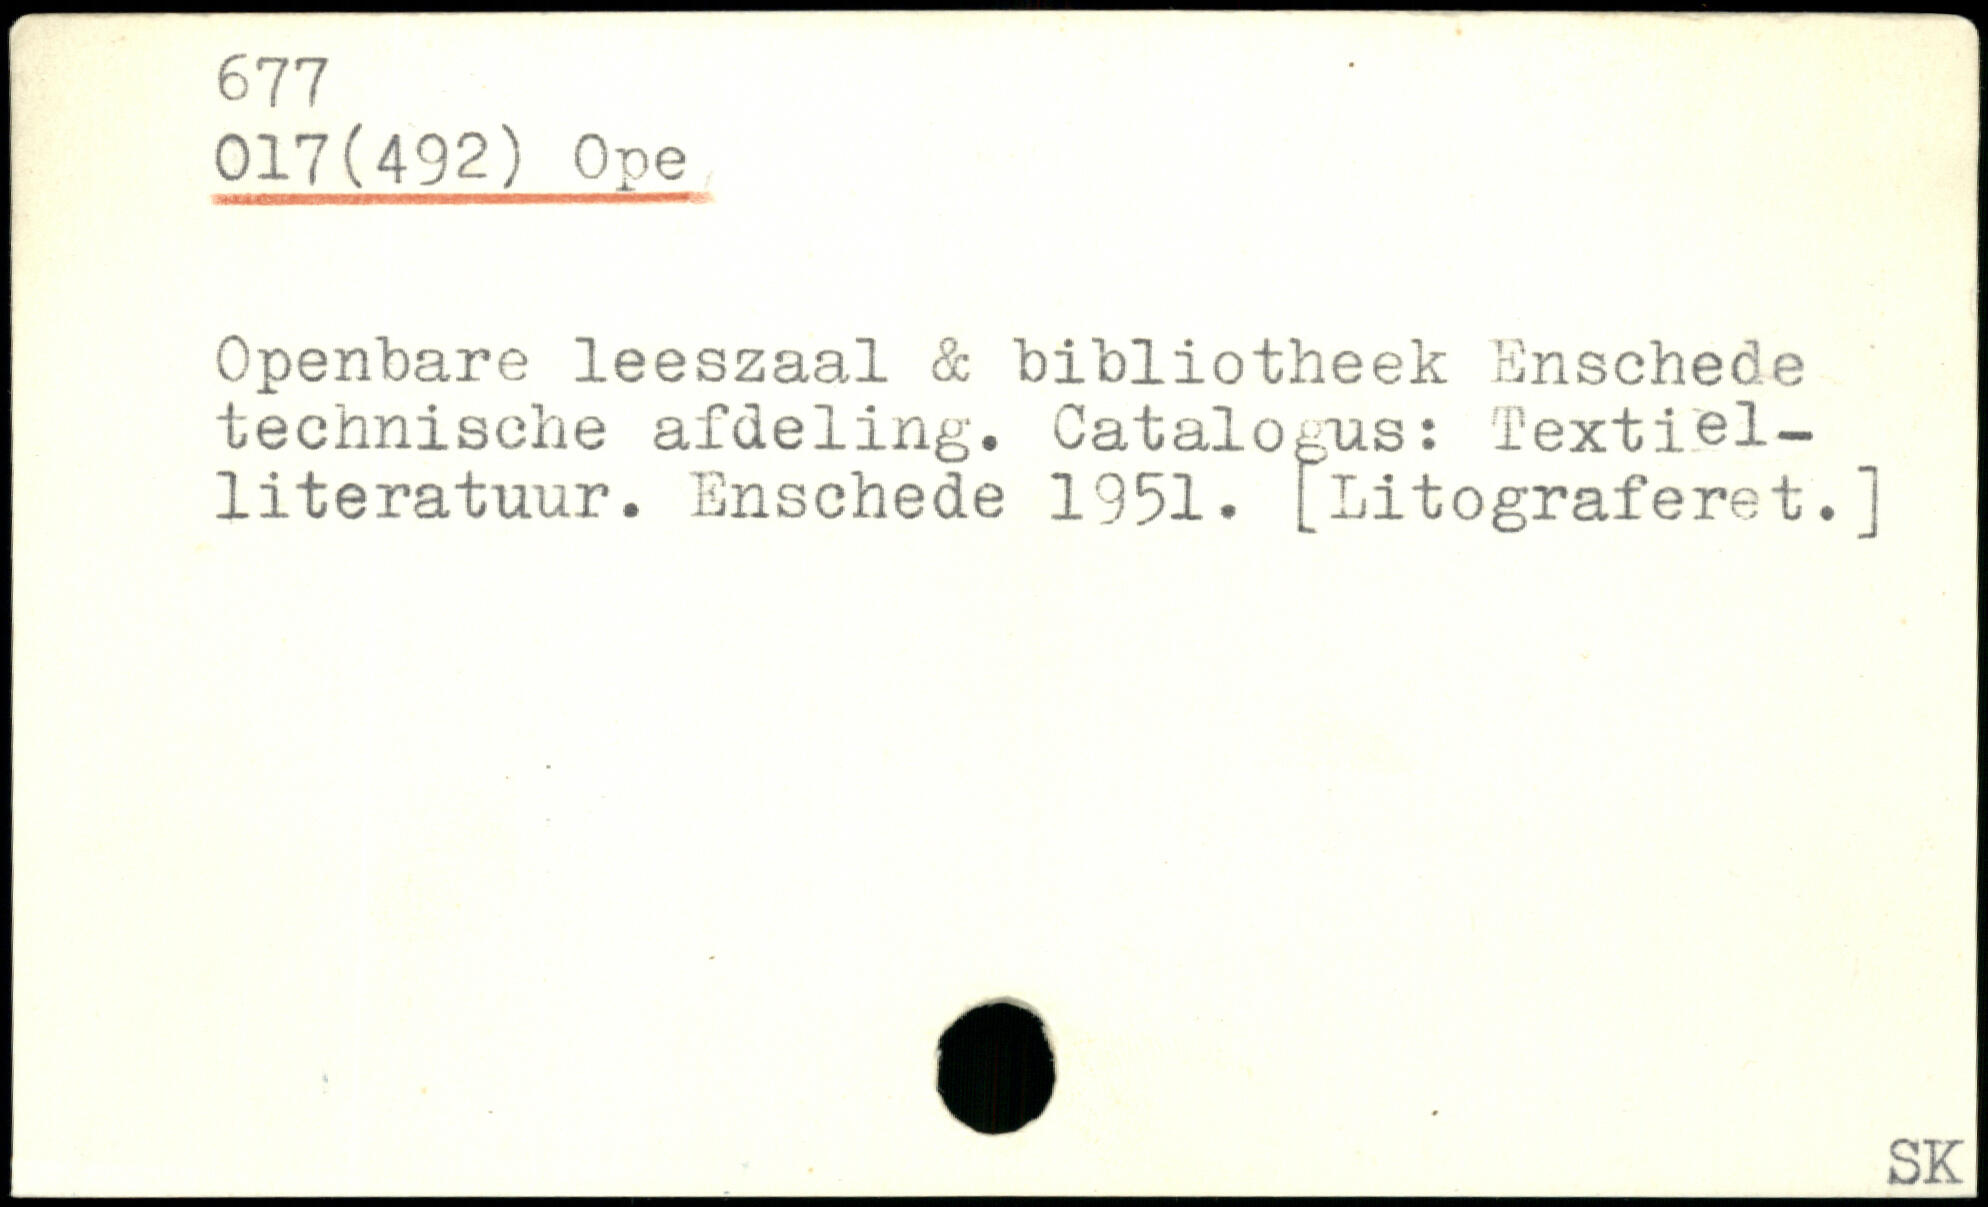 677
017(492) Ope
Openbare leeszaal & bibliotheek Enschede
technische afdeling. Catalogus: Textiel-
literatuur. Enschede 1951. [Litograferet.]
SK